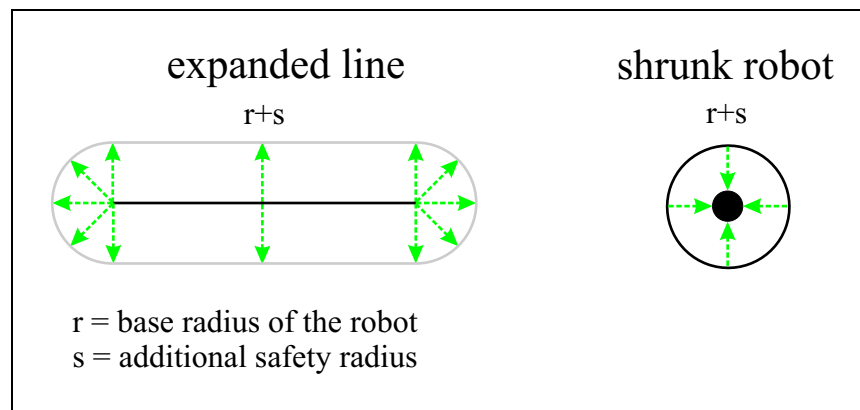 expanded line
r+s
shrunk robot
r+s
r = base radius of the robot
s = additional safety radius